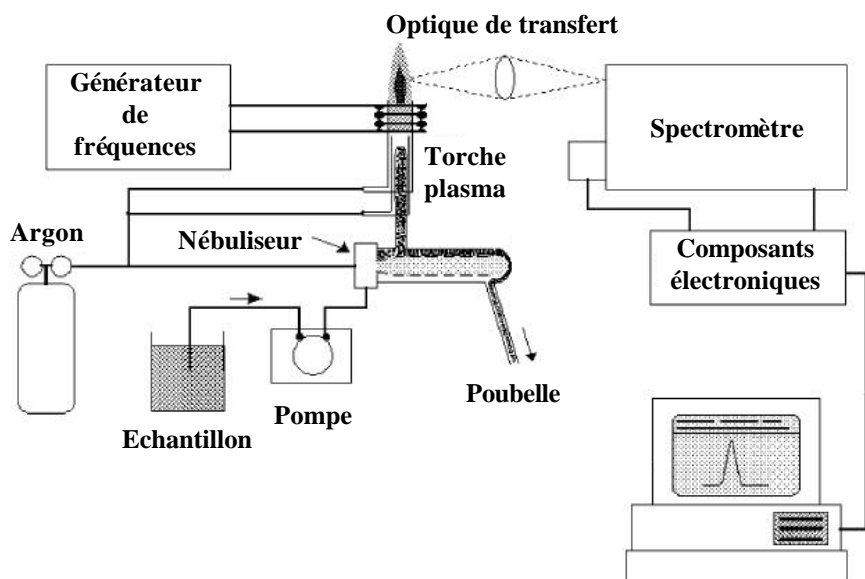 Optique de transfert
Générateur
de
fréquences
Spectromètre
Torche
plasma
Argon
Nébuliseur
Composants
électroniques
Poubelle
Pompe
Echantillon